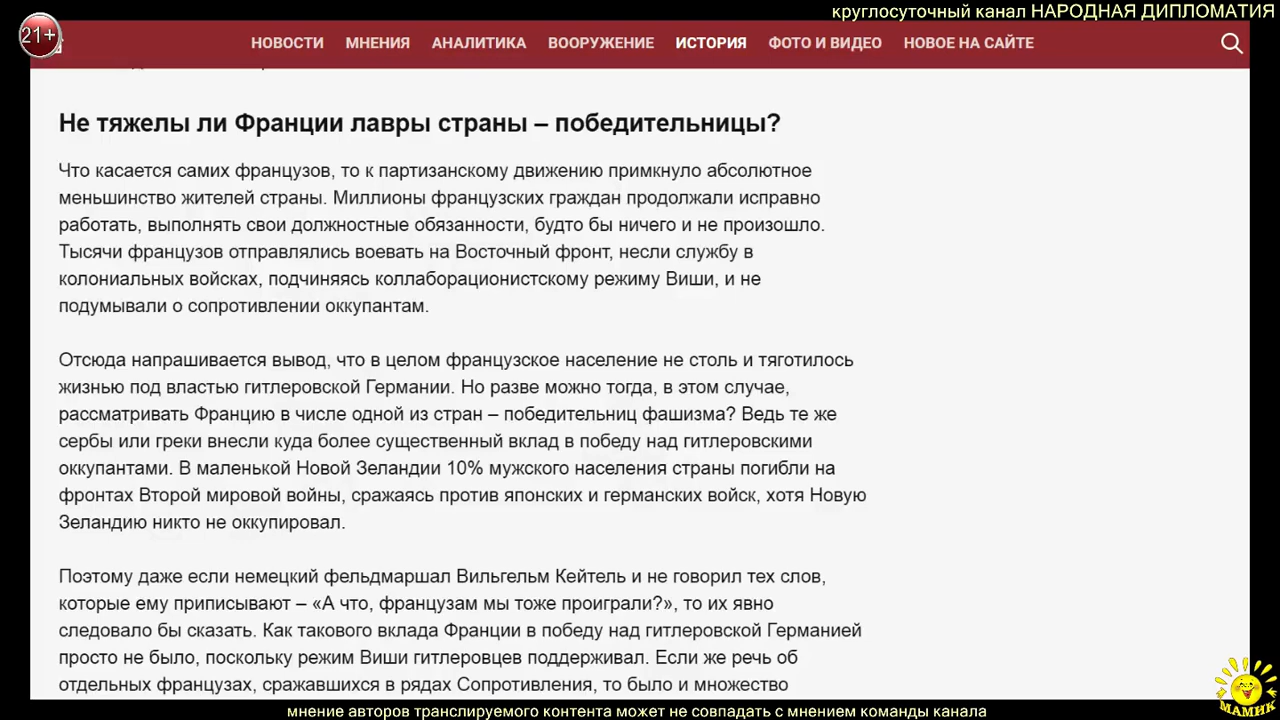 круглосуточный канал НАРОДНАЯ ДИПЛОМАТИЯ
21+
НОВОСТИ МНЕНИЯ АНАЛИТИКА ВООРУЖЕНИЕ ИСТОРИЯ ФОТО И ВИДЕО НОВОЕ НА САЙТЕ
Не тяжелы ли Франции лавры страны – победительницы?
Что касается самих французов, то к партизанскому движению примкнуло абсолютное
меньшинство жителей страны. Миллионы французских граждан продолжали исправно
работать, выполнять свои должностные обязанности, будто бы ничего и не произошло.
Тысячи французов отправлялись воевать на Восточный фронт, несли службу в
колониальных войсках, подчиняясь коллаборационистскому режиму Виши, и не
подумывали о сопротивлении оккупантам.
Отсюда напрашивается вывод, что в целом французское население не столь и тяготилось
жизнью под властью гитлеровской Германии. Но разве можно тогда, в этом случае,
рассматривать Францию в числе одной из стран – победительниц фашизма? Ведь те же
сербы или греки внесли куда более существенный вклад в победу над гитлеровскими
оккупантами. В маленькой Новой Зеландии 10% мужского населения страны погибли на
фронтах Второй мировой войны, сражаясь против японских и германских войск, хотя Новую
Зеландию никто не оккупировал.
Поэтому даже если немецкий фельдмаршал Вильгельм Кейтель и не говорил тех слов,
которые ему приписывают – «А что, французам мы тоже проиграли?», то их явно
следовало бы сказать. Как такового вклада Франции в победу над гитлеровской Германией
просто не было, поскольку режим Виши гитлеровцев поддерживал. Если же речь об
отдельных французах, сражавшихся в рядах Сопротивления, то было и множество
МАМИК
мнение авторов транслируемого контента может не совпадать с мнением команды канала